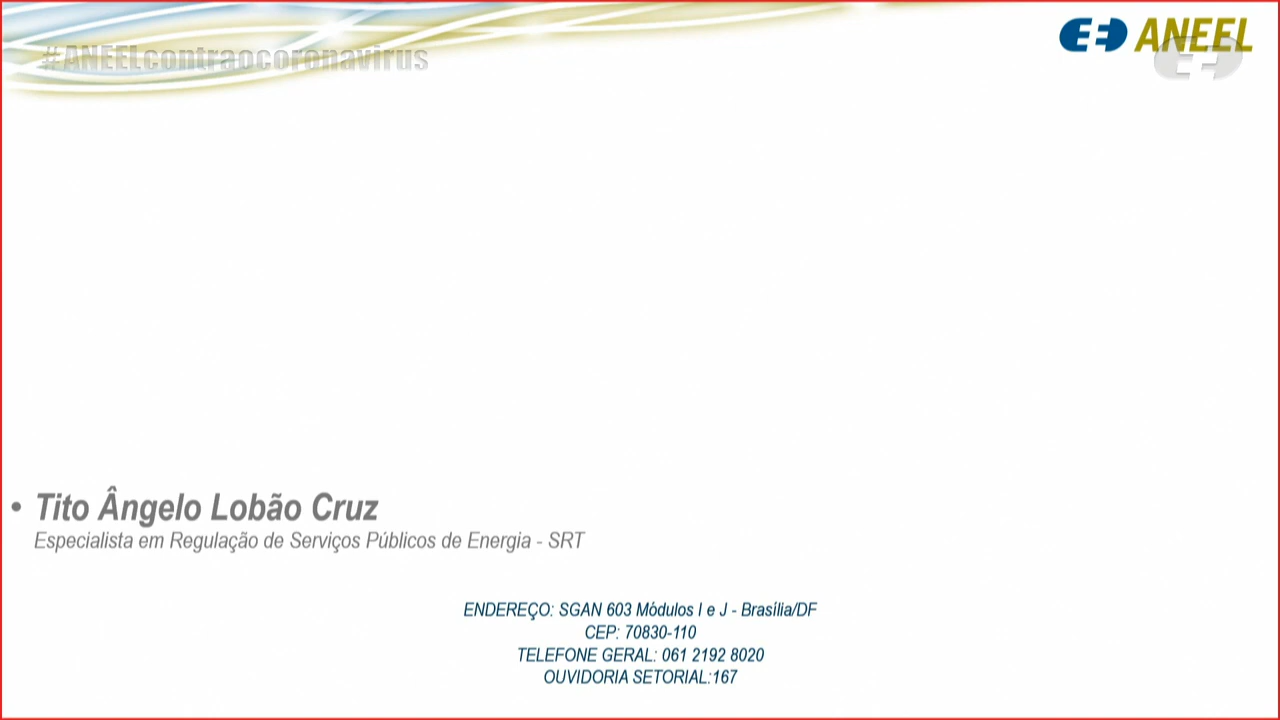 #ANEELcontraocoronavirus
ANEEL
• Tito Ângelo Lobão Cruz
Especialista em Regulação de Serviços Públicos de Energia - SRT
ENDEREÇO: SGAN 603 Módulos I e J - Brasília/DF
CEP: 70830-110
TELEFONE GERAL: 061 2192 8020
OUVIDORIA SETORIAL:167